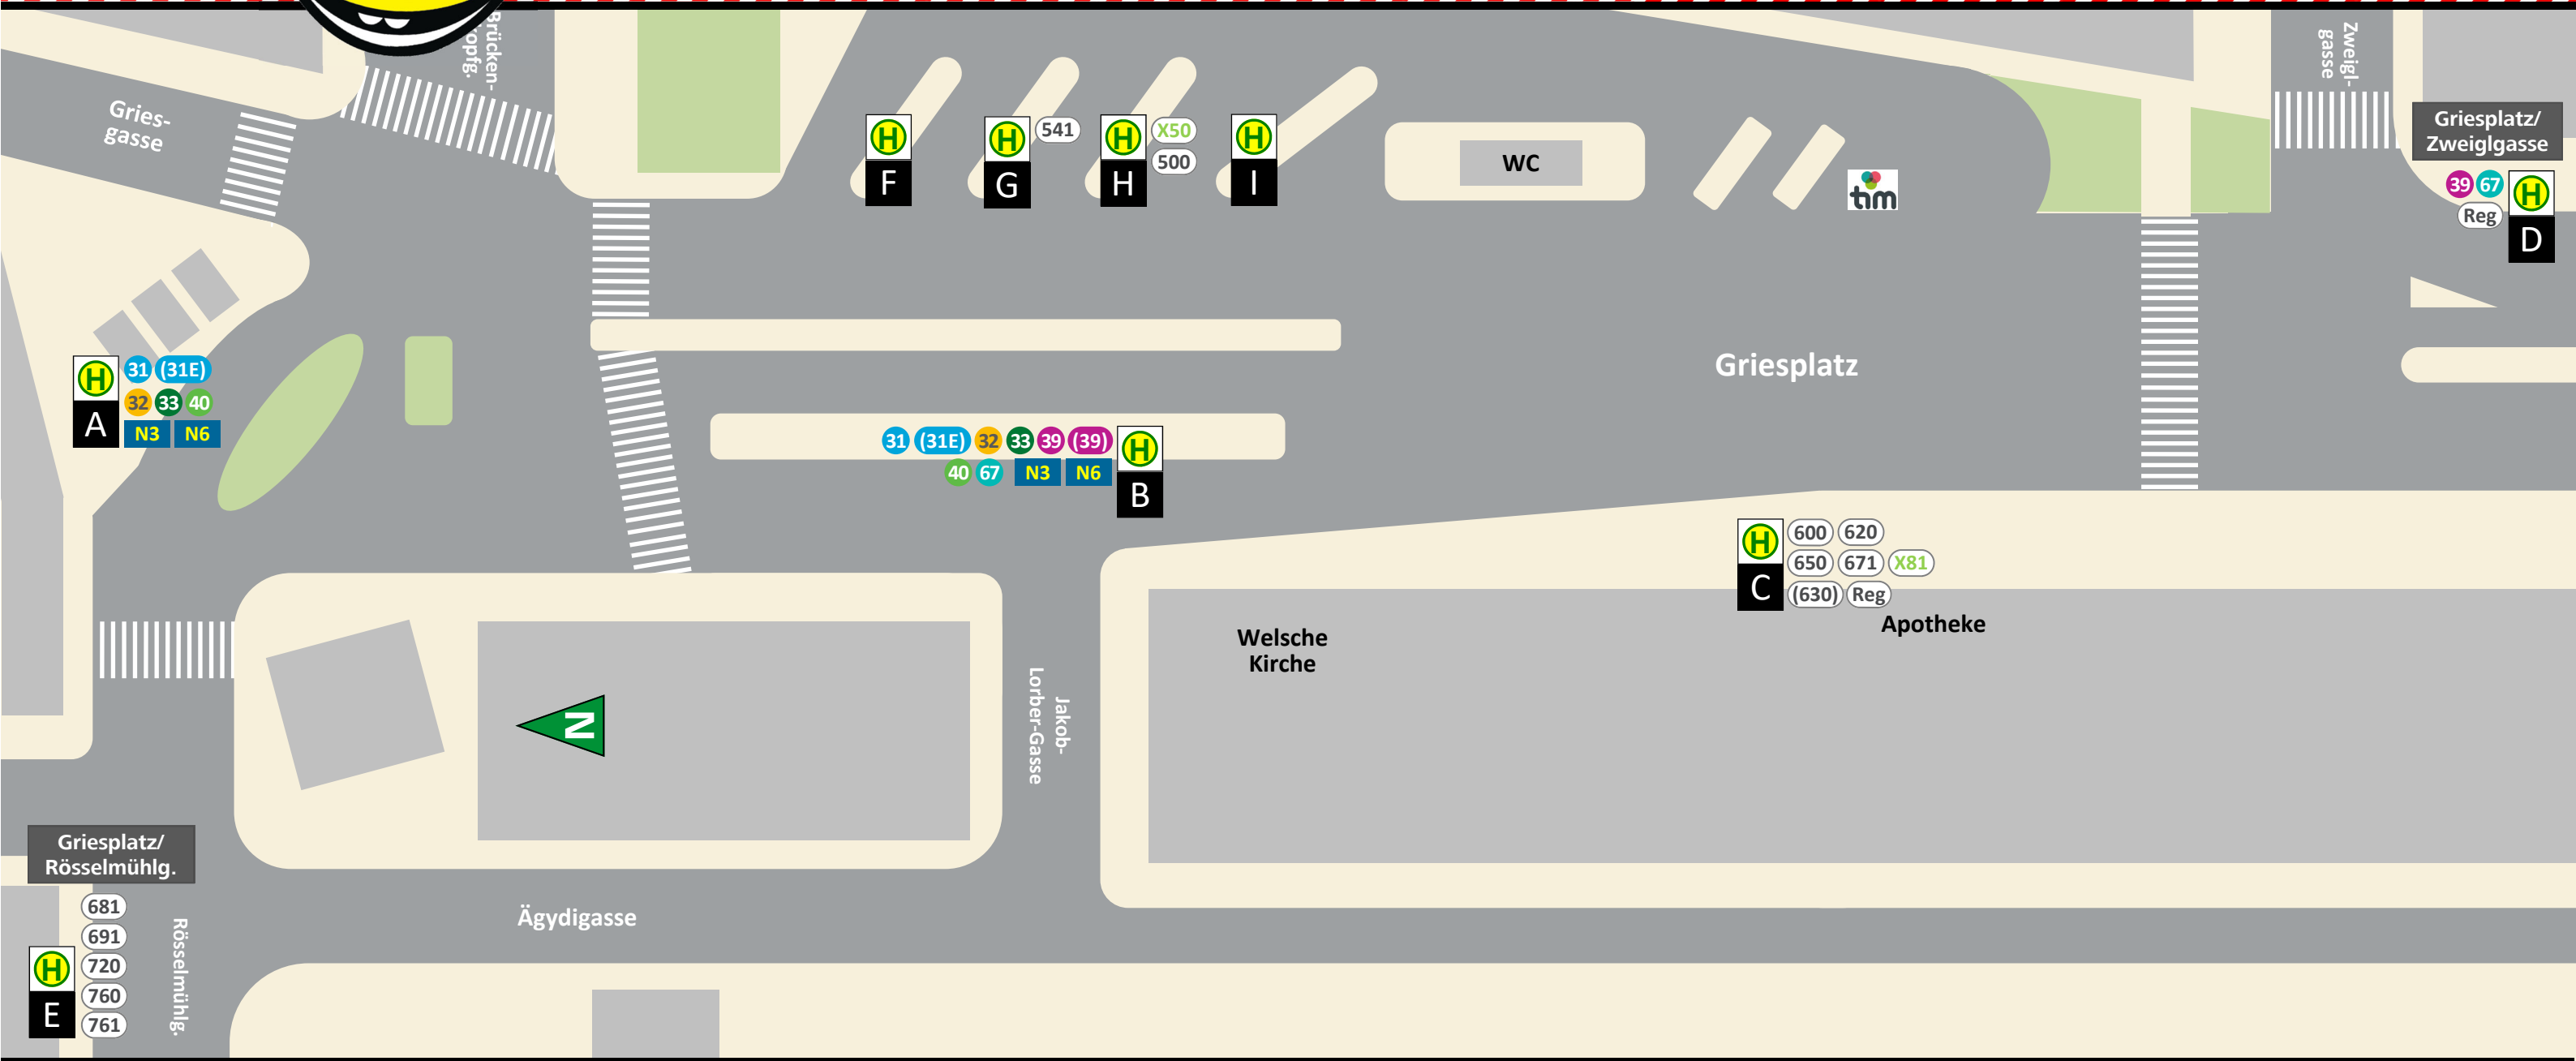 Brücken-
kopfg.
Zweigl-
gasse
Gries-
gasse
H
F
H
G
541
H
H
X50
500
H
I
WC
tim
Griesplatz/
Zweiglgasse
39 67
Reg
H
D
Griesplatz
H
A
31 (31E)
32 33 40
N3 N6
31 (31E) 32 33 39 (39)
40 67 N3 N6
H
B
H
C
600 620
650 671 X81
(630) Reg
Apotheke
Welsche
Kirche
N
Jakob-
Lorber-Gasse
Griesplatz/
Rösselmühlg.
681
691
720
760
761
H
E
Rösselmühlg.
Ägydigasse